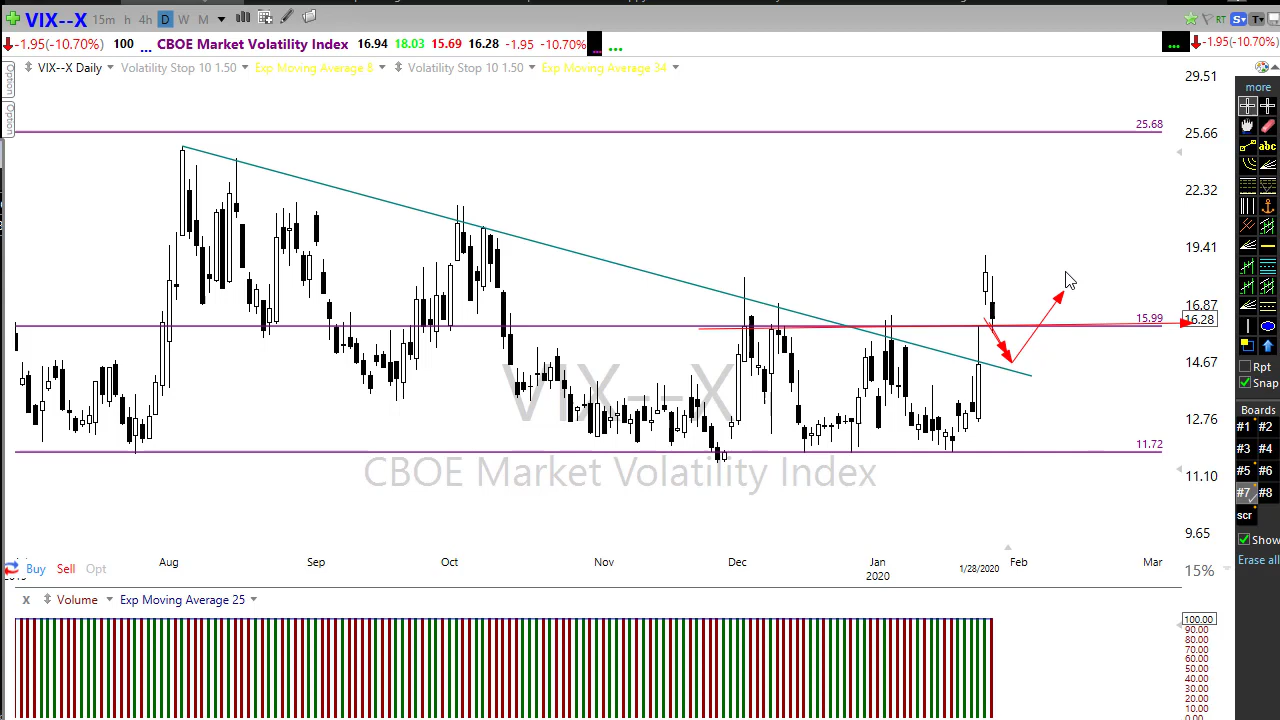 VIX--X 15m h 4h D W M RT S T
-1.95(-10.70%) 100 ... CBOE Market Volatility Index 16.94 18.03 15.69 16.28 -1.95 -10.70% ... ... ... -1.95(-10.70%)
VIX--X Daily Volatility Stop 10 1.50 Exp Moving Average 8 Volatility Stop 10 1.50 Exp Moving Average 34
Option
Option
29.51
25.68
25.66
22.32
19.41
16.87
15.99
16.28
14.67
12.76
11.72
11.10
9.65
VIX--X
CBOE Market Volatility Index
Aug Sep Oct Nov Dec Jan 1/28/2020 Feb Mar
2020
Buy Sell Opt
15%
X Volume Exp Moving Average 25
100.00
90.00
80.00
70.00
60.00
50.00
40.00
30.00
20.00
10.00
0.00
more
abc
Rpt
Snap
Boards
#1 #2
#3 #4
#5 #6
#7 #8
scr
Show
Erase all